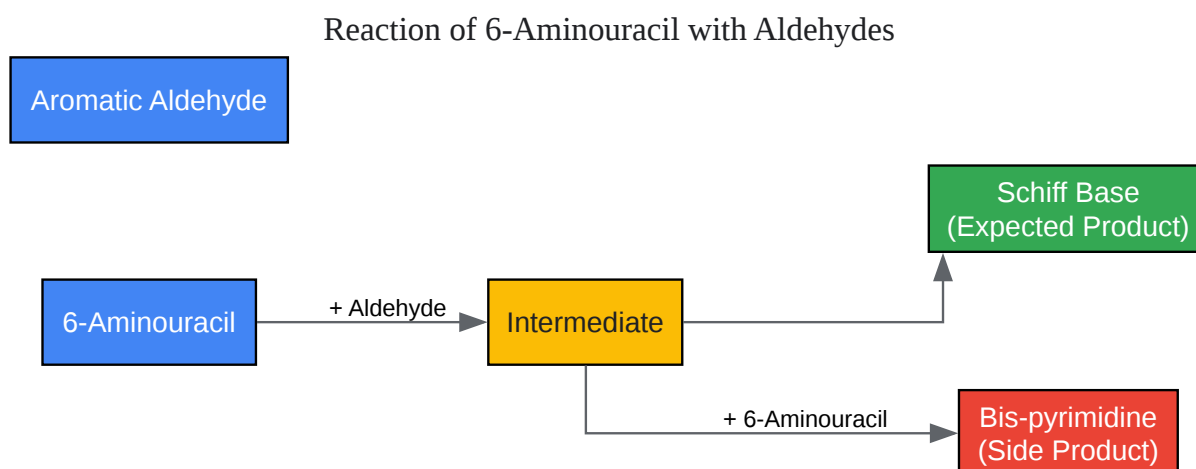 Reaction of 6-Aminouracil with Aldehydes
Aromatic Aldehyde
Schiff Base
(Expected Product)
6-Aminouracil
+ Aldehyde
Intermediate
+ 6-Aminouracil
Bis-pyrimidine
(Side Product)